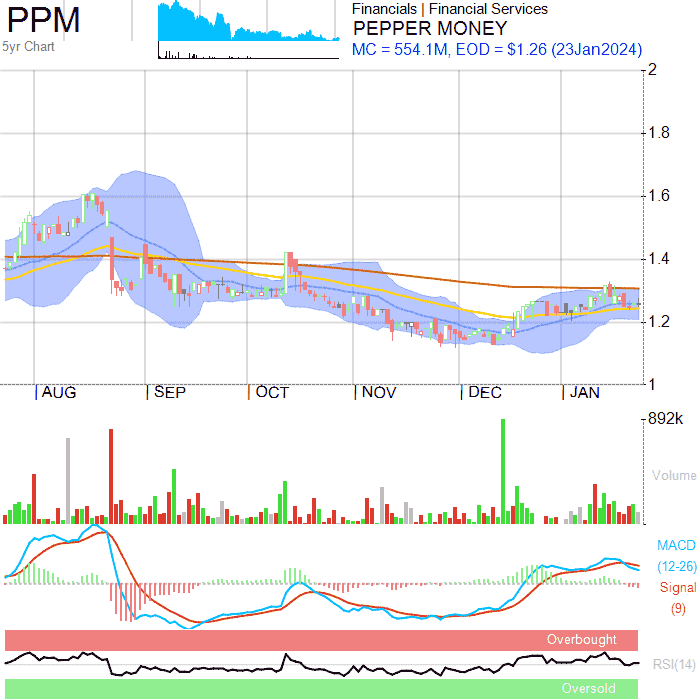 PPM
5yr Chart
Financials | Financial Services
PEPPER MONEY
MC = 554.1M, EOD = $1.26 (23Jan2024)
2
1.8
1.6
1.4
1.2
1
| AUG | SEP | OCT | NOV | DEC | JAN
892k
Volume
MACD
(12-26)
Signal
(9)
Overbought
RSI(14)
Oversold